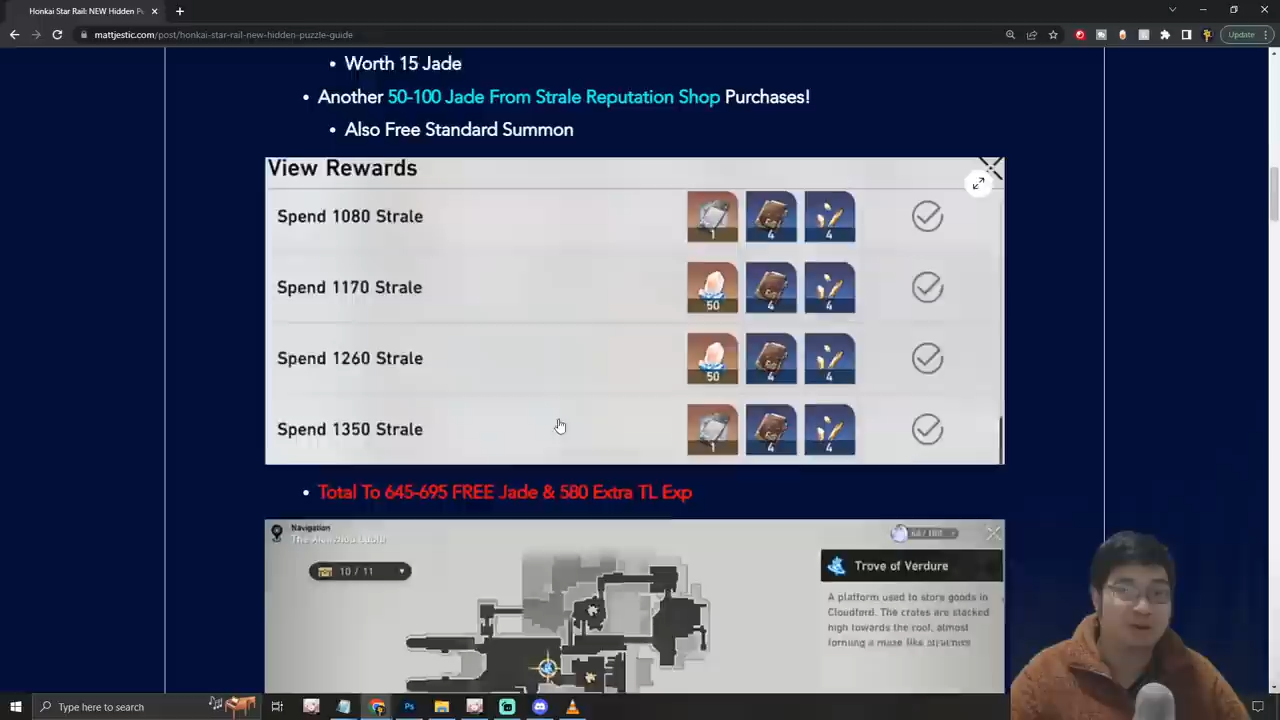 Honkai Star Rail: NEW Hidden Pu
Update
mattjestic.com/post/honkai-star-rail-new-hidden-puzzle-guide
Worth 15 Jade
Another 50-100 Jade From Strale Reputation Shop Purchases!
Also Free Standard Summon
View Rewards
Spend 1080 Strale
1 4 4
Spend 1170 Strale
50 4 4
Spend 1260 Strale
50 4 4
Spend 1350 Strale
1 4 4
Total To 645-695 FREE Jade & 580 Extra TL Exp
Navigation
10 / 11
Trove of Verdure
A platform used to store goods in
Cloudford. The crates are stacked
high towards the roof, almost
forming a maze like
Type here to search